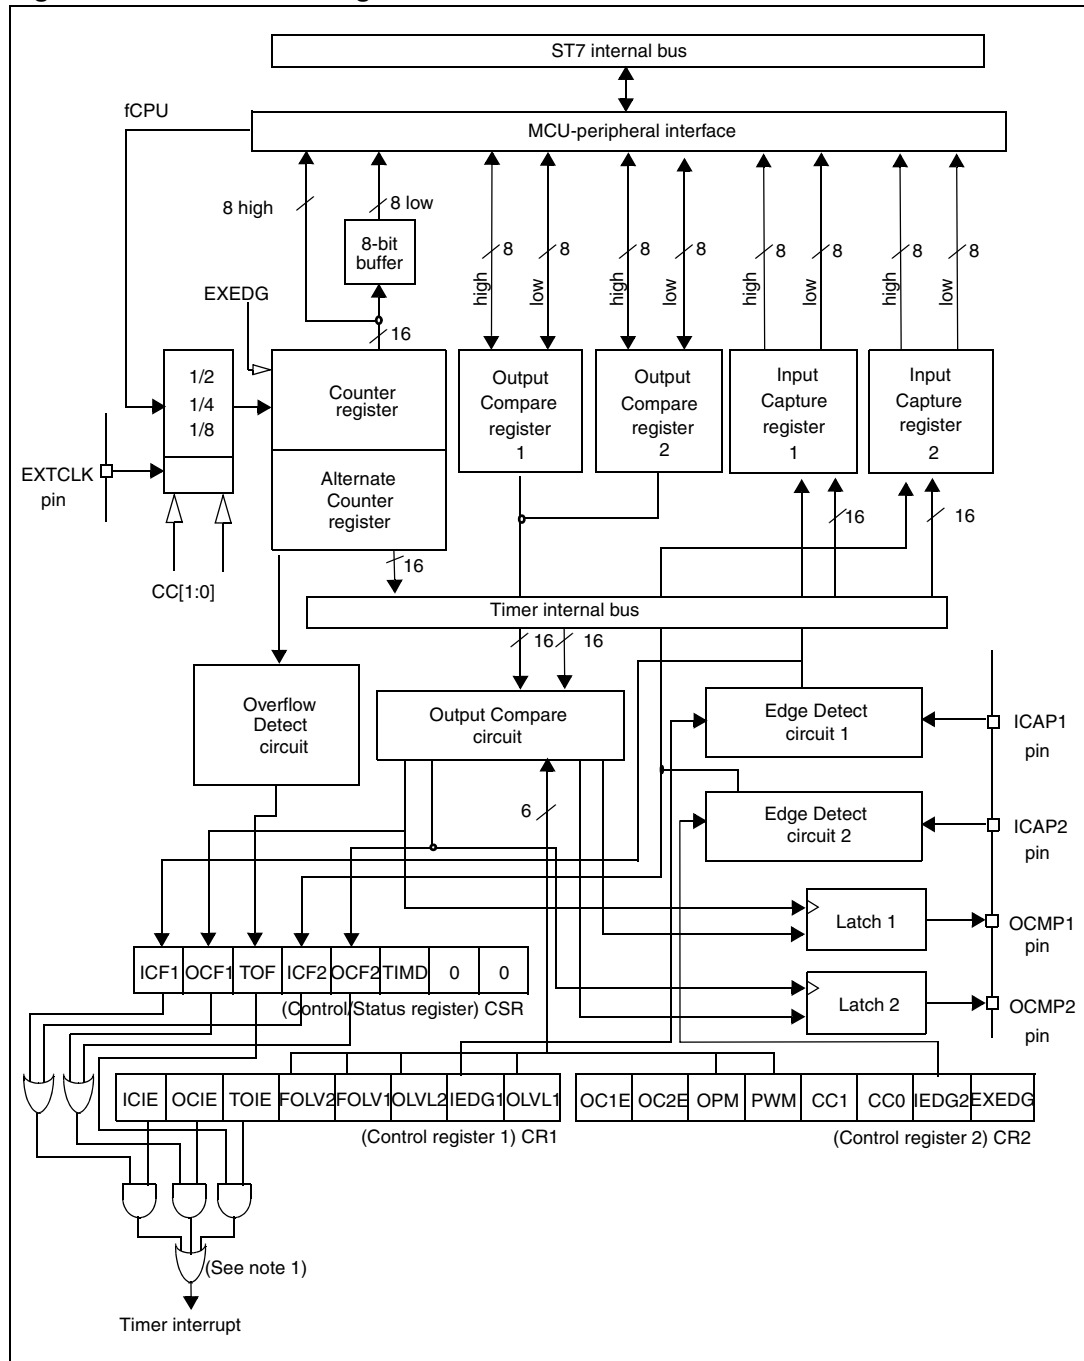 ST7 internal bus
fCPU
MCU-peripheral interface
8 high
8 low
8-bit
buffer
high
8
low
8
high
8
low
8
high
8
low
8
high
8
low
8
EXEDG
16
1/2
1/4
1/8
Counter
register
Output
Compare
register
1
Output
Compare
register
2
Input
Capture
register
1
Input
Capture
register
2
EXTCLK
pin
Alternate
Counter
register
16
16
16
CC[1:0]
Timer internal bus
16
16
Overflow
Detect
circuit
Output Compare
circuit
Edge Detect
circuit 1
ICAP1
pin
6
Edge Detect
circuit 2
ICAP2
pin
Latch 1
OCMP1
pin
ICF1 OCF1 TOF ICF2 OCF2 TIMD 0 0
(Control/Status register) CSR
Latch 2
OCMP2
pin
ICIE OCIE TOIE FOLV2 FOLV1 OLVL2 IEDG1 OLVL1
(Control register 1) CR1
OC1E OC2E OPM PWM CC1 CC0 IEDG2 EXEDG
(Control register 2) CR2
(See note 1)
Timer interrupt